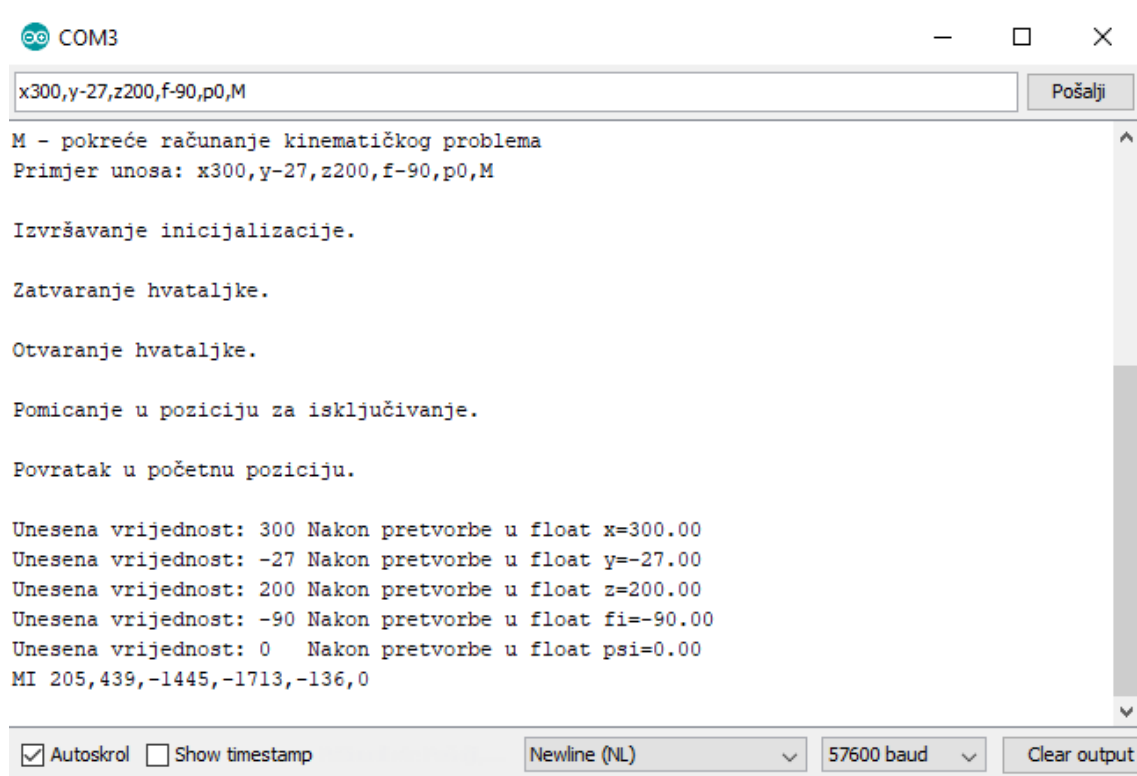 COM3
x300,y-27,z200,f-90,p0,M
Pošalji
M - pokreće računanje kinematičkog problema
Primjer unosa: x300,y-27,z200,f-90,p0,M
Izvršavanje inicijalizacije.
Zatvaranje hvataljke.
Otvaranje hvataljke.
Pomicanje u poziciju za isključivanje.
Povratak u početnu poziciju.
Unesena vrijednost: 300 Nakon pretvorbe u float x=300.00
Unesena vrijednost: -27 Nakon pretvorbe u float y=-27.00
Unesena vrijednost: 200 Nakon pretvorbe u float z=200.00
Unesena vrijednost: -90 Nakon pretvorbe u float fi=-90.00
Unesena vrijednost: 0   Nakon pretvorbe u float psi=0.00
MI 205,439,-1445,-1713,-136,0
Autoskrol Show timestamp Newline (NL) 57600 baud Clear output